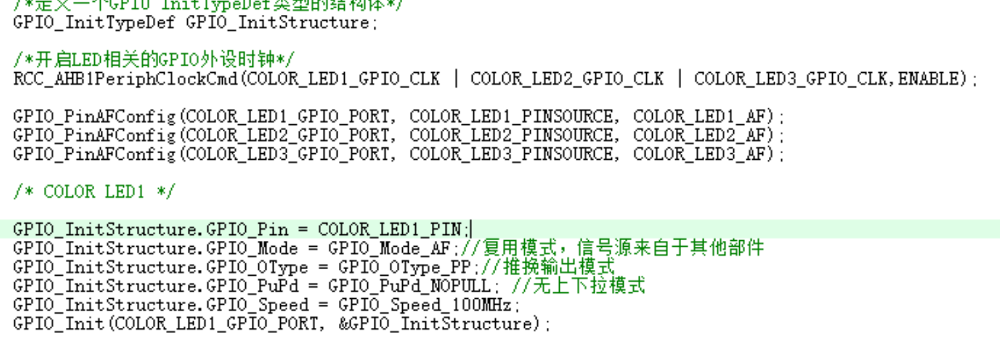 /*定义一个GPIO_InitTypeDef类型的结构体*/
GPIO_InitTypeDef GPIO_InitStructure;
/*开启LED相关的GPIO外设时钟*/
RCC_AHB1PeriphClockCmd(COLOR_LED1_GPIO_CLK | COLOR_LED2_GPIO_CLK | COLOR_LED3_GPIO_CLK,ENABLE);
GPIO_PinAFConfig(COLOR_LED1_GPIO_PORT, COLOR_LED1_PINSOURCE, COLOR_LED1_AF);
GPIO_PinAFConfig(COLOR_LED2_GPIO_PORT, COLOR_LED2_PINSOURCE, COLOR_LED2_AF);
GPIO_PinAFConfig(COLOR_LED3_GPIO_PORT, COLOR_LED3_PINSOURCE, COLOR_LED3_AF);
/* COLOR LED1 */
GPIO_InitStructure.GPIO_Pin = COLOR_LED1_PIN;
GPIO_InitStructure.GPIO_Mode = GPIO_Mode_AF;//复用模式，信号源来自于其他部件
GPIO_InitStructure.GPIO_OType = GPIO_OType_PP;//推挽输出模式
GPIO_InitStructure.GPIO_PuPd = GPIO_PuPd_NOPULL; //无上下拉模式
GPIO_InitStructure.GPIO_Speed = GPIO_Speed_100MHz;
GPIO_Init(COLOR_LED1_GPIO_PORT, &GPIO_InitStructure);